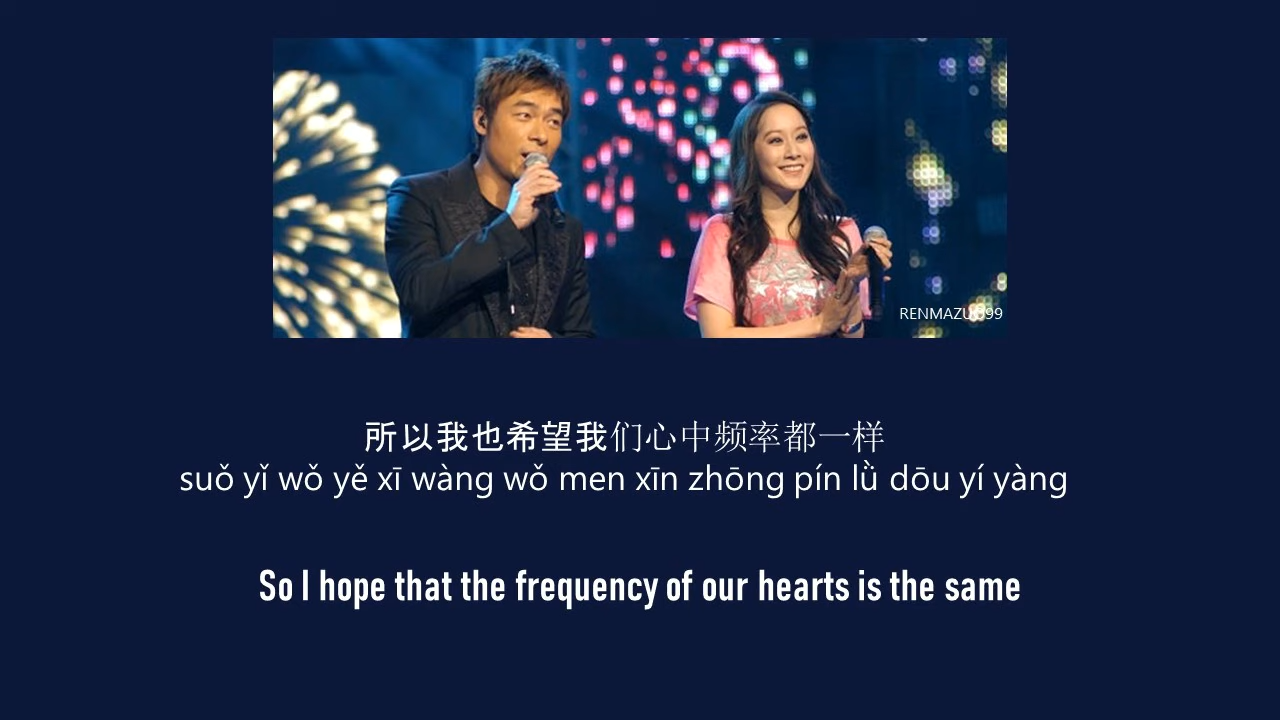 RENMAZUO99
所以我也希望我们心中频率都一样
suǒ yǐ wǒ yě xī wàng wǒ men xīn zhōng pín lǜ dōu yí yàng
So I hope that the frequency of our hearts is the same